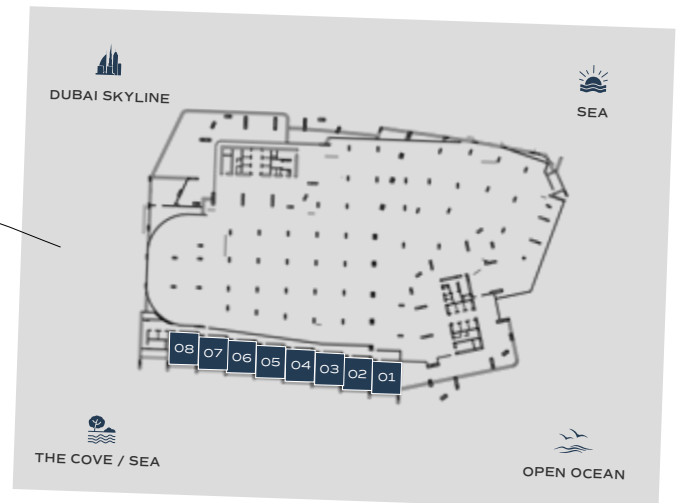 DUBAI SKYLINE
SEA
08 07 06 05 04 03 02 01
THE COVE / SEA
OPEN OCEAN